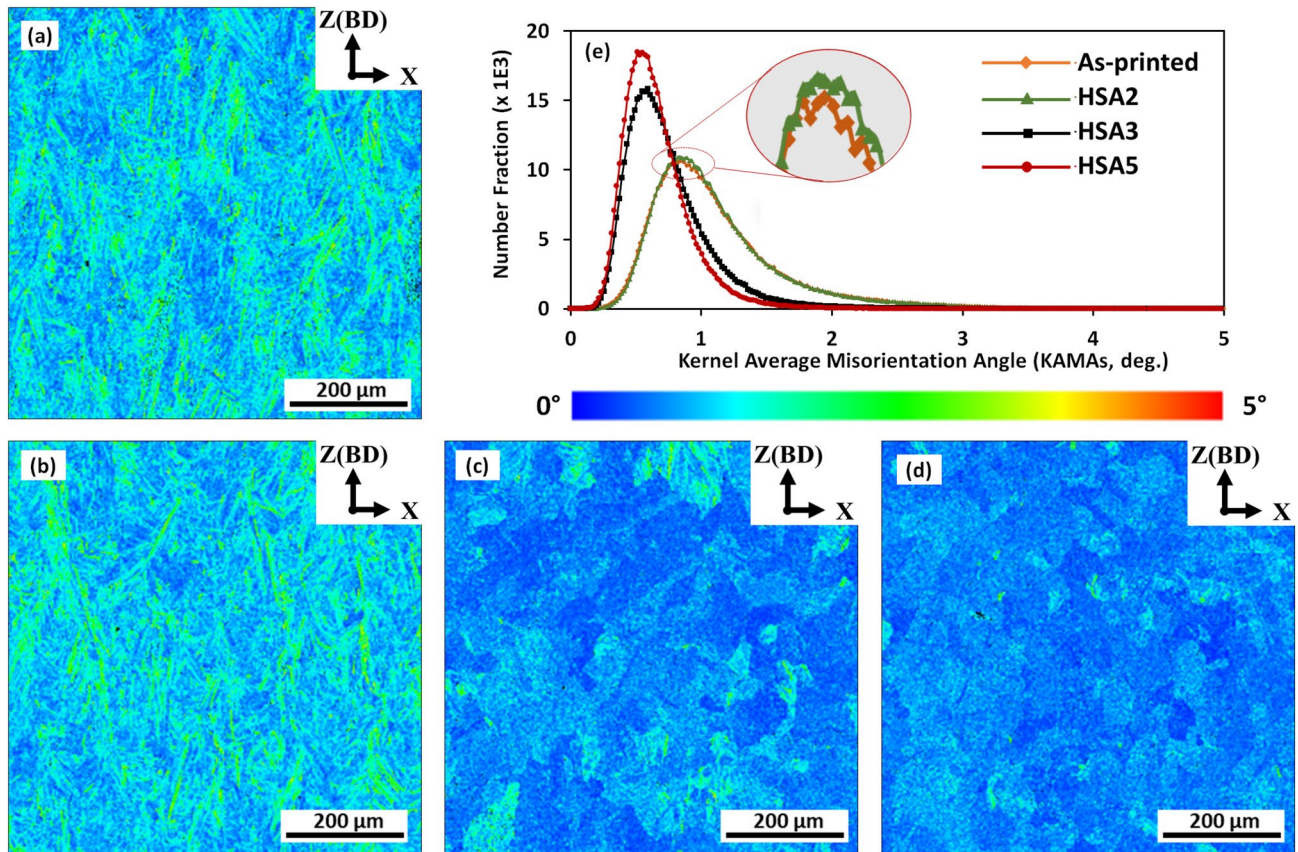 (a)
Z(BD)
X
200 µm
(e)
Number Fraction (x 1E3)
20
15
10
5
0
0 1 2 3 4 5
Kernel Average Misorientation Angle (KAMAs, deg.)
As-printed
HSA2
HSA3
HSA5
0° 5°
(b)
Z(BD)
X
200 µm
(c)
Z(BD)
X
200 µm
(d)
Z(BD)
X
200 µm